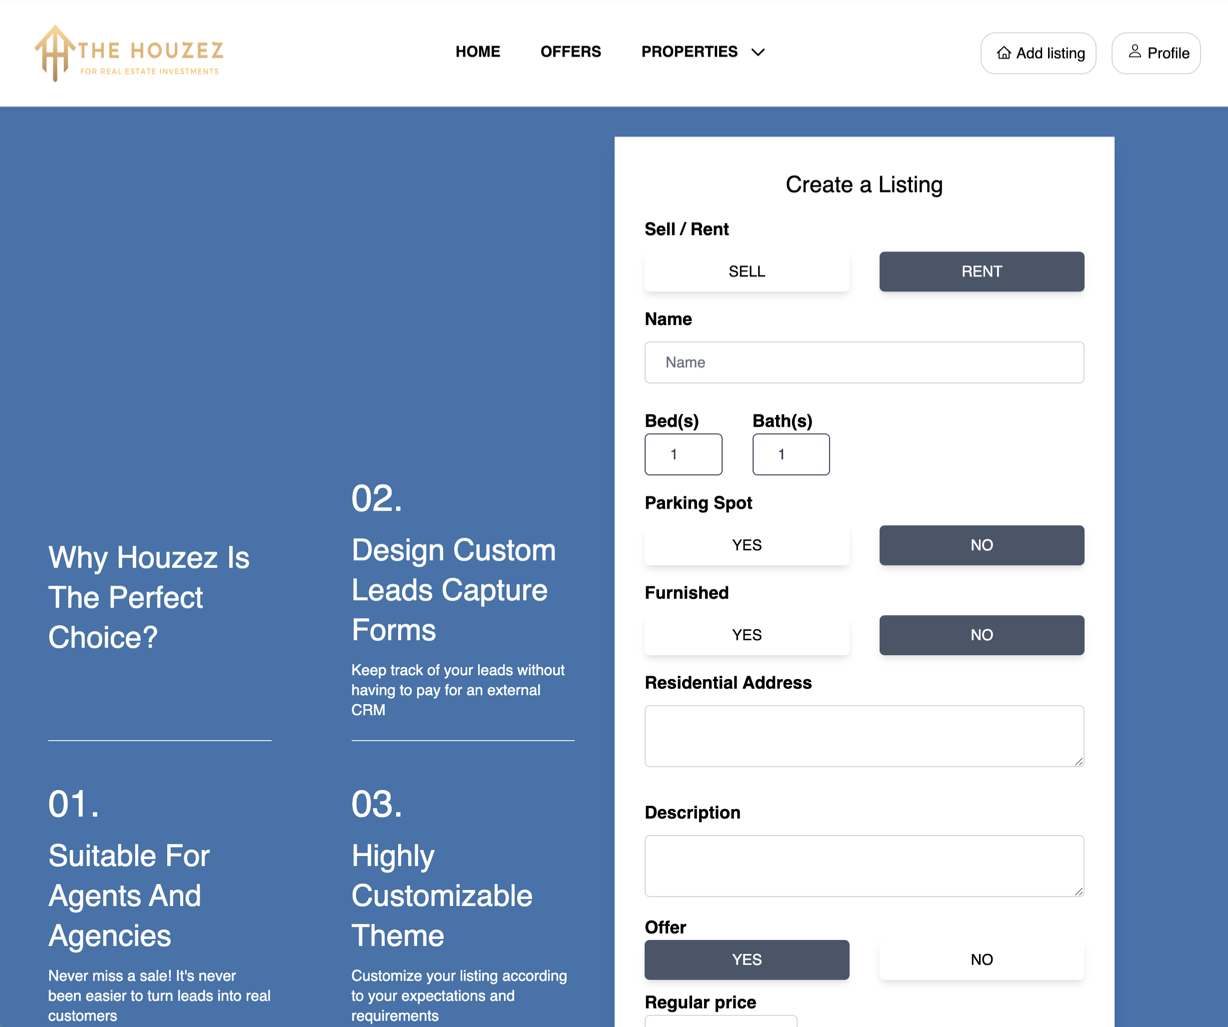 THE HOUZEZ
FOR REAL ESTATE INVESTMENTS
HOME
OFFERS
PROPERTIES
Add listing
Profile
Why Houzez Is
The Perfect
Choice?
02.
Design Custom
Leads Capture
Forms
Keep track of your leads without
having to pay for an external
CRM
01.
Suitable For
Agents And
Agencies
Never miss a sale! It's never
been easier to turn leads into real
customers
03.
Highly
Customizable
Theme
Customize your listing according
to your expectations and
requirements
Create a Listing
Sell / Rent
SELL
RENT
Name
Name
Bed(s)
Bath(s)
1
1
Parking Spot
YES
NO
Furnished
YES
NO
Residential Address
Description
Offer
YES
NO
Regular price